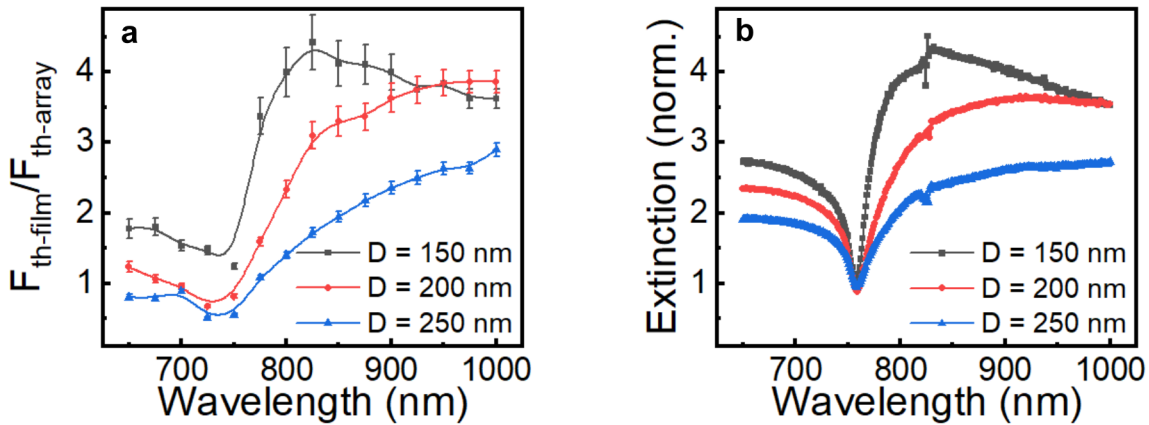 a
F_th-film/F_th-array
4
3
2
1
D = 150 nm
D = 200 nm
D = 250 nm
700 800 900 1000
Wavelength (nm)
b
Extinction (norm.)
4
3
2
1
D = 150 nm
D = 200 nm
D = 250 nm
700 800 900 1000
Wavelength (nm)